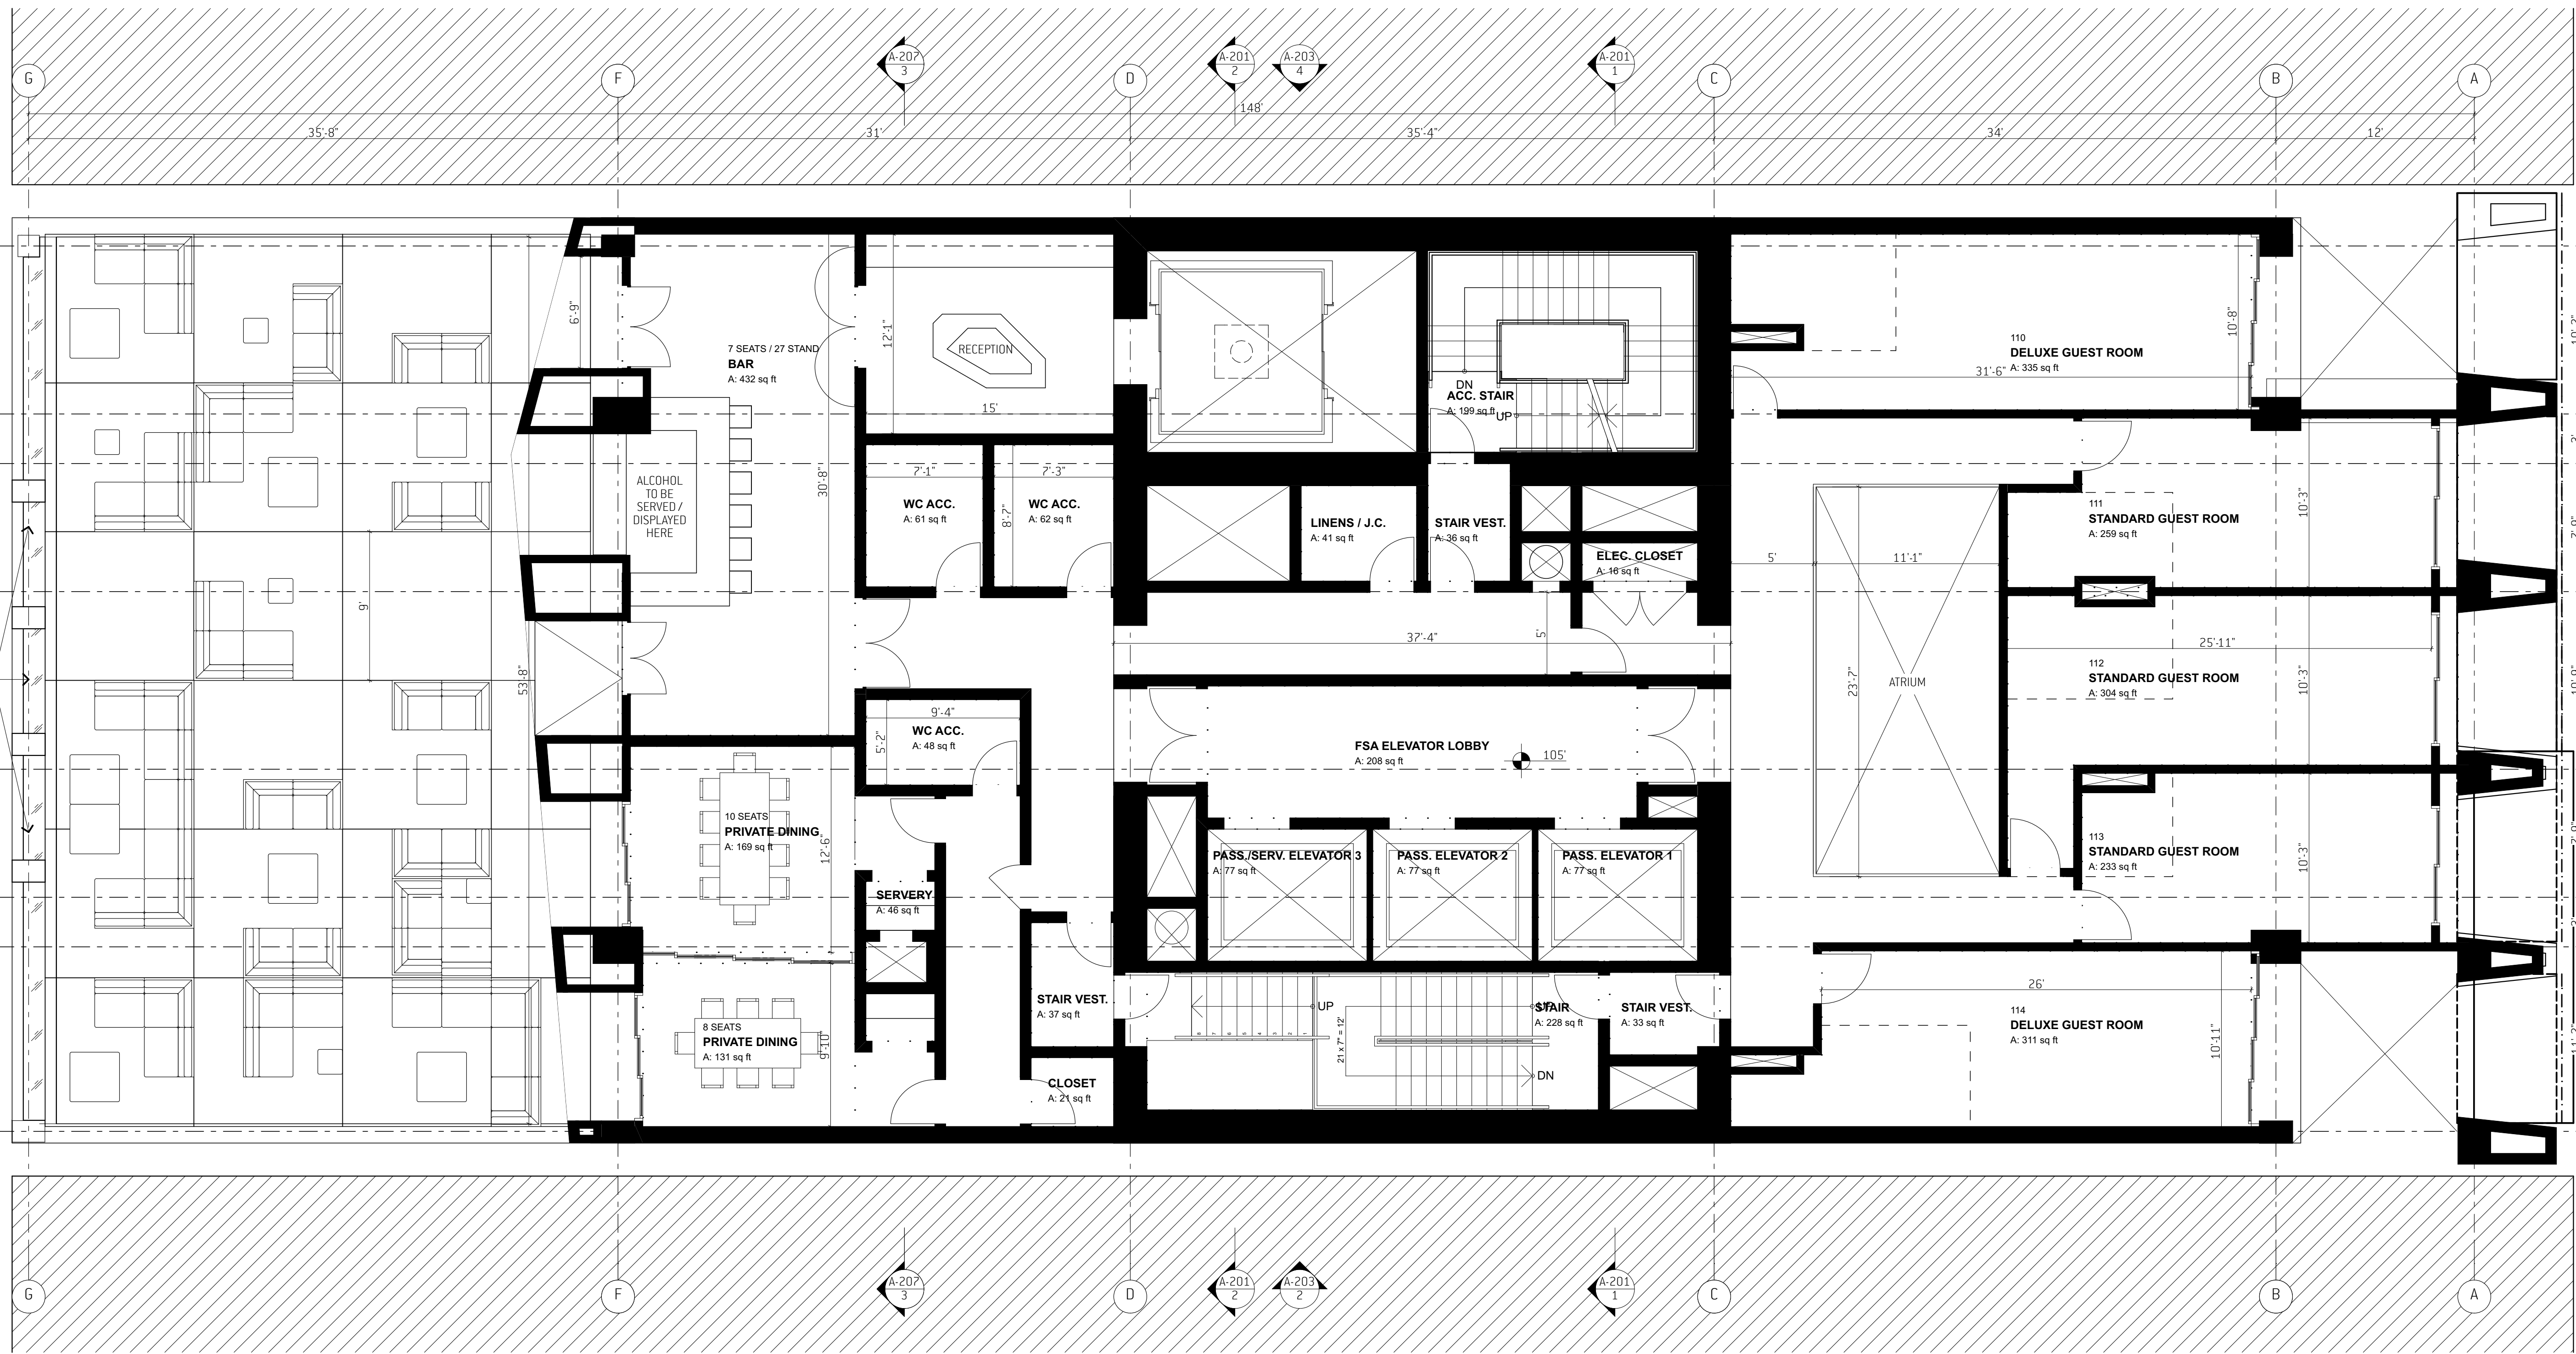 A-207
3
A-201
2
A-203
4
A-201
1
G
F
D
C
B
A
148'
35'-8"
31'
35'-4"
34'
12'
6'-9"
12'-1"
RECEPTION
15'
7 SEATS / 27 STAND
BAR
A: 432 sq ft
30'-8"
ALCOHOL
TO BE
SERVED /
DISPLAYED
HERE
7'-1"
WC ACC.
A: 61 sq ft
7'-3"
8'-7"
WC ACC.
A: 62 sq ft
DN
ACC. STAIR
A: 199 sq ft
UP
LINENS / J.C.
A: 41 sq ft
STAIR VEST.
A: 36 sq ft
ELEC. CLOSET
A: 16 sq ft
110
DELUXE GUEST ROOM
A: 335 sq ft
31'-6"
10'-8"
111
STANDARD GUEST ROOM
A: 259 sq ft
10'-3"
5'
11'-1"
9'
53'-8"
37'-4"
5'
25'-11"
112
STANDARD GUEST ROOM
A: 304 sq ft
10'-3"
23'-7"
ATRIUM
9'-4"
5'-2"
WC ACC.
A: 48 sq ft
FSA ELEVATOR LOBBY
A: 208 sq ft
105'
10 SEATS
PRIVATE DINING
A: 169 sq ft
12'-6"
PASS./SERV. ELEVATOR 3
A: 77 sq ft
PASS. ELEVATOR 2
A: 77 sq ft
PASS. ELEVATOR 1
A: 77 sq ft
113
STANDARD GUEST ROOM
A: 233 sq ft
10'-3"
SERVERY
A: 46 sq ft
8 SEATS
PRIVATE DINING
A: 131 sq ft
9'-10"
STAIR VEST.
A: 37 sq ft
UP
8 7 6 5 4 3 2 1
21 x 7" = 12'
UP
STAIR
A: 228 sq ft
DN
STAIR VEST.
A: 33 sq ft
26'
114
DELUXE GUEST ROOM
A: 311 sq ft
10'-11"
CLOSET
A: 21 sq ft
G
F
A-207
3
D
A-201
2
A-203
2
A-201
1
C
B
A